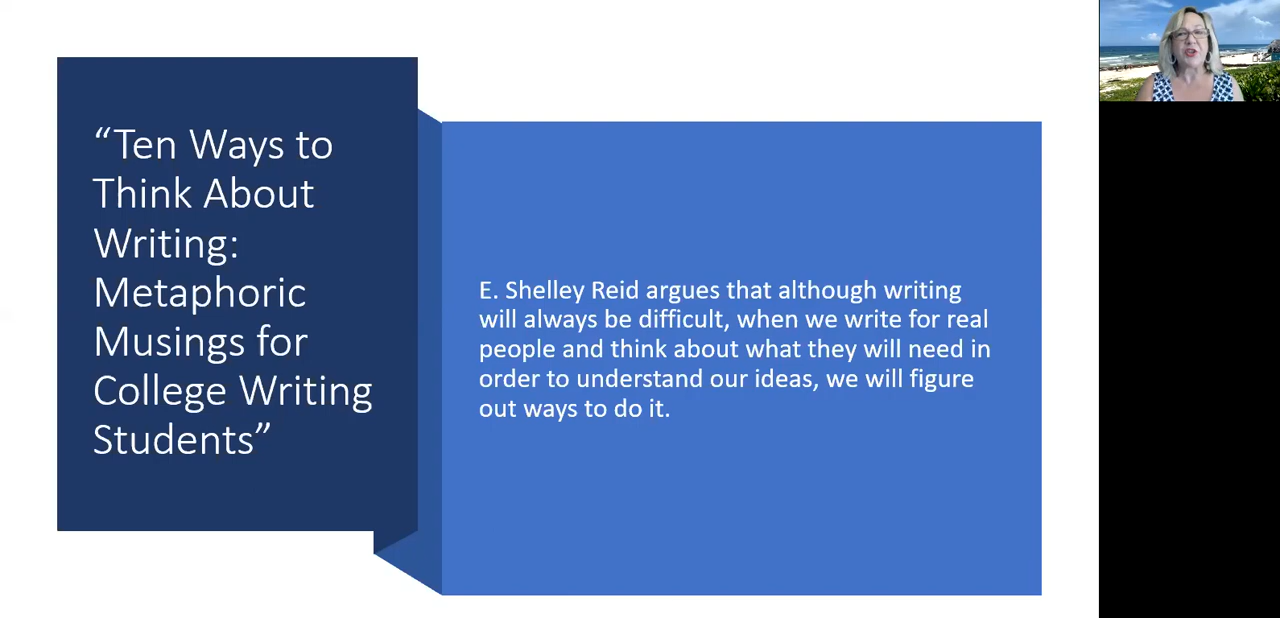 “Ten Ways to
Think About
Writing:
Metaphoric
Musings for
College Writing
Students”
E. Shelley Reid argues that although writing
will always be difficult, when we write for real
people and think about what they will need in
order to understand our ideas, we will figure
out ways to do it.